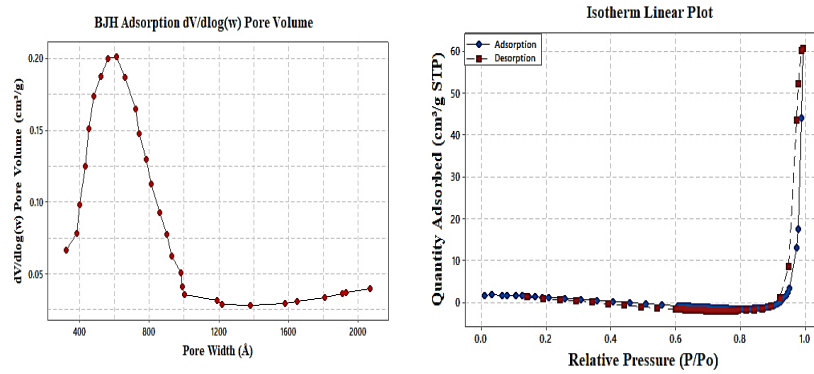 BJH Adsorption dV/dlog(w) Pore Volume
dV/dlog(w) Pore Volume (cm³/g)
0.20
0.15
0.10
0.05
400
800
1200
1600
2000
Pore Width (Å)
Isotherm Linear Plot
Adsorption
Desorption
Quantity Adsorbed (cm³/g STP)
60
50
40
30
20
10
0
0.0
0.2
0.4
0.6
0.8
1.0
Relative Pressure (P/Po)